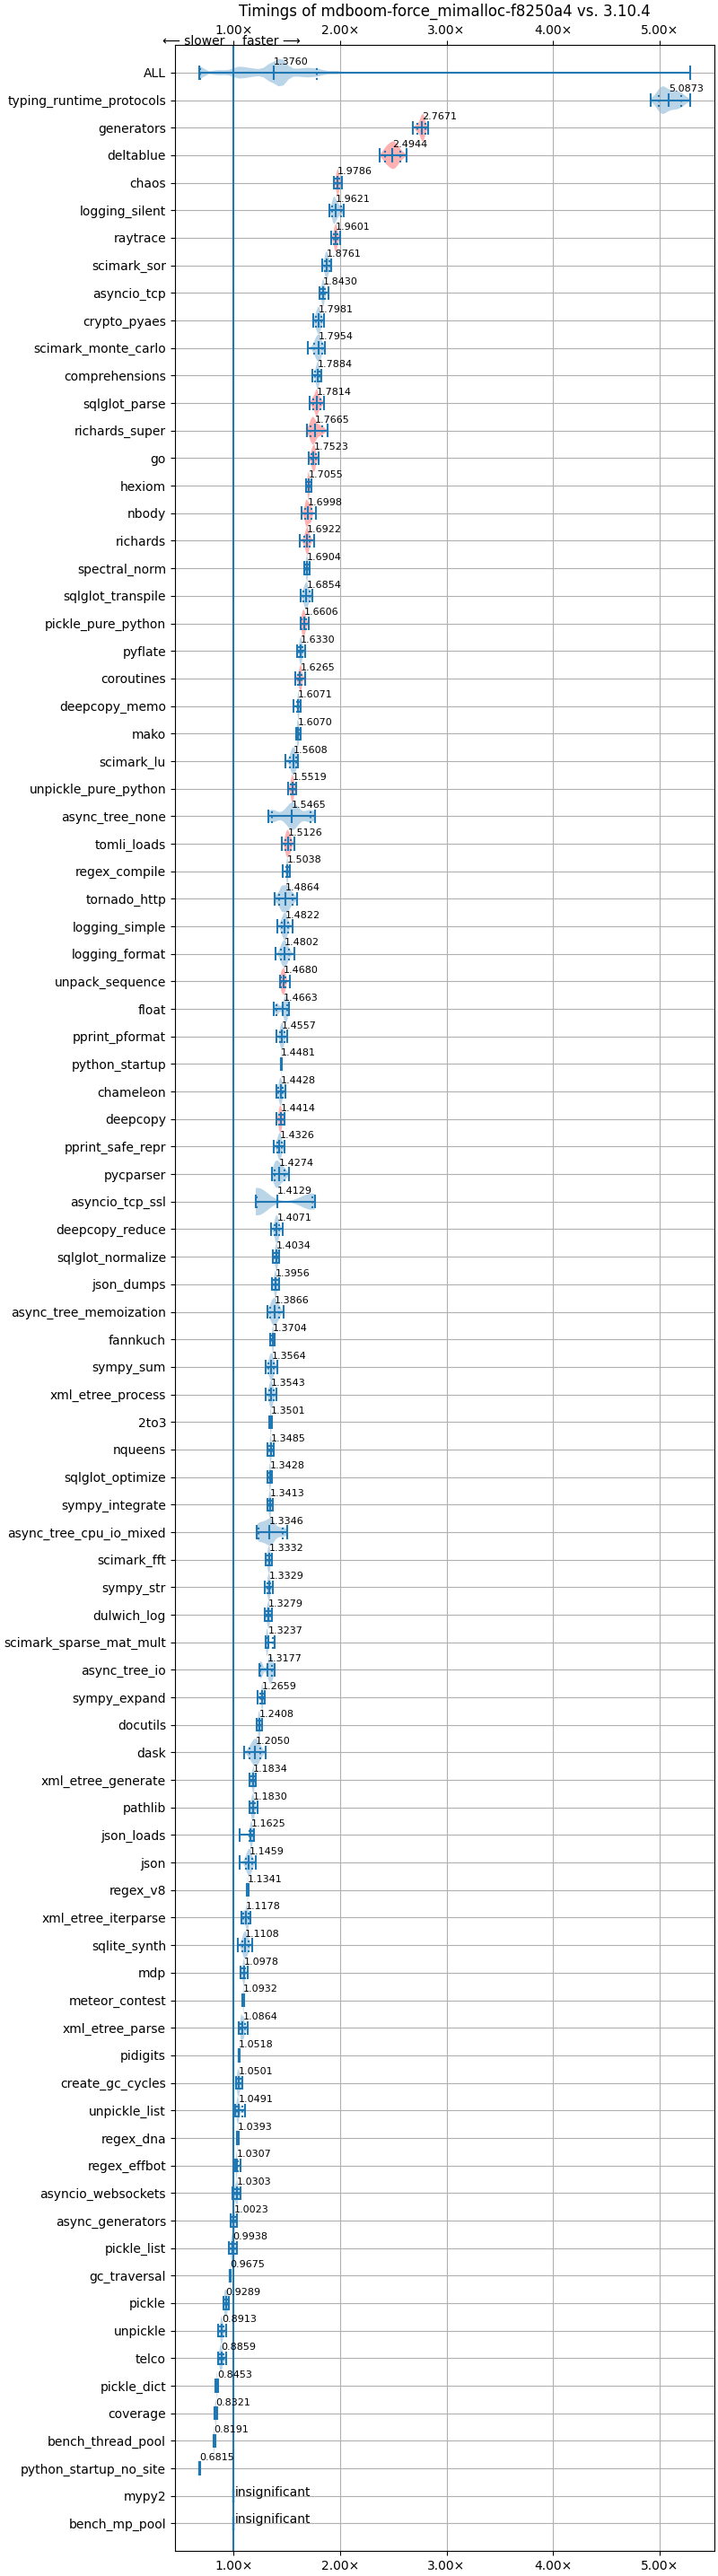 Timings of mdboom-force_mimalloc-f8250a4 vs. 3.10.4
1.00× 2.00× 3.00× 4.00× 5.00×
⟵ slower faster ⟶
ALL 1.3760
typing_runtime_protocols 5.0873
generators 2.7671
deltablue 2.4944
chaos 1.9786
logging_silent 1.9621
raytrace 1.9601
scimark_sor 1.8761
asyncio_tcp 1.8430
crypto_pyaes 1.7981
scimark_monte_carlo 1.7954
comprehensions 1.7884
sqlglot_parse 1.7814
richards_super 1.7665
go 1.7523
hexiom 1.7055
nbody 1.6998
richards 1.6922
spectral_norm 1.6904
sqlglot_transpile 1.6854
pickle_pure_python 1.6606
pyflate 1.6330
coroutines 1.6265
deepcopy_memo 1.6071
mako 1.6070
scimark_lu 1.5608
unpickle_pure_python 1.5519
async_tree_none 1.5465
tomli_loads 1.5126
regex_compile 1.5038
tornado_http 1.4864
logging_simple 1.4822
logging_format 1.4802
unpack_sequence 1.4680
float 1.4663
pprint_pformat 1.4557
python_startup 1.4481
chameleon 1.4428
deepcopy 1.4414
pprint_safe_repr 1.4326
pycparser 1.4274
asyncio_tcp_ssl 1.4129
deepcopy_reduce 1.4071
sqlglot_normalize 1.4034
json_dumps 1.3956
async_tree_memoization 1.3866
fannkuch 1.3704
sympy_sum 1.3564
xml_etree_process 1.3543
2to3 1.3501
nqueens 1.3485
sqlglot_optimize 1.3428
sympy_integrate 1.3413
async_tree_cpu_io_mixed 1.3346
scimark_fft 1.3332
sympy_str 1.3329
dulwich_log 1.3279
scimark_sparse_mat_mult 1.3237
async_tree_io 1.3177
sympy_expand 1.2659
docutils 1.2408
dask 1.2050
xml_etree_generate 1.1834
pathlib 1.1830
json_loads 1.1625
json 1.1459
regex_v8 1.1341
xml_etree_iterparse 1.1178
sqlite_synth 1.1108
mdp 1.0978
meteor_contest 1.0932
xml_etree_parse 1.0864
pidigits 1.0518
create_gc_cycles 1.0501
unpickle_list 1.0491
regex_dna 1.0393
regex_effbot 1.0307
asyncio_websockets 1.0303
async_generators 1.0023
pickle_list 0.9938
gc_traversal 0.9675
pickle 0.9289
unpickle 0.8913
telco 0.8859
pickle_dict 0.8453
coverage 0.8321
bench_thread_pool 0.8191
python_startup_no_site 0.6815
mypy2 insignificant
bench_mp_pool insignificant
1.00× 2.00× 3.00× 4.00× 5.00×